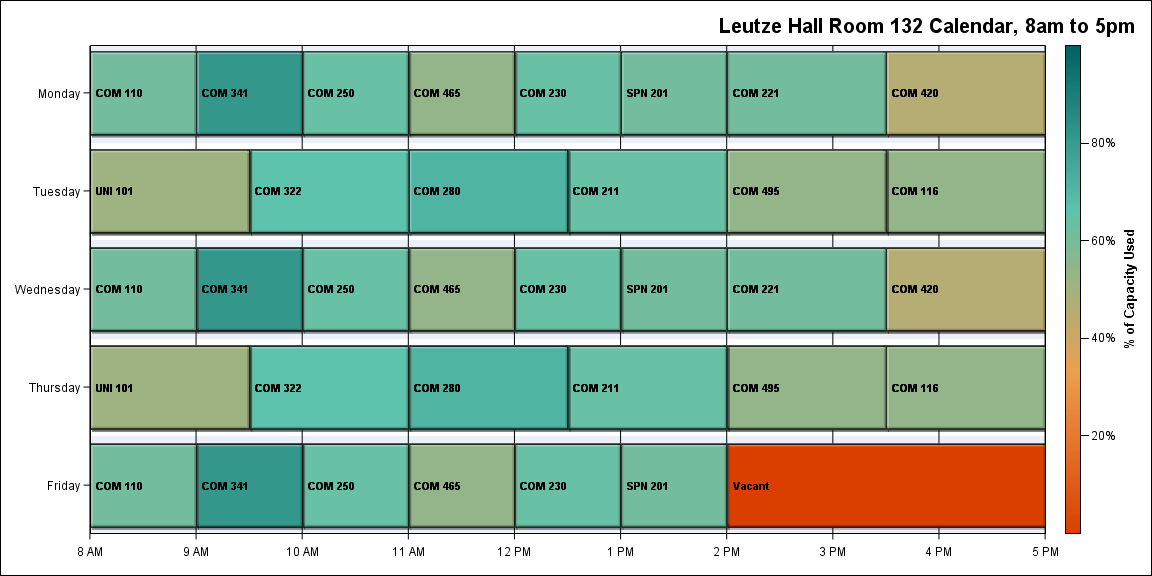 Leutze Hall Room 132 Calendar, 8am to 5pm
Monday
COM 110
COM 341
COM 250
COM 465
COM 230
SPN 201
COM 221
COM 420
Tuesday
UNI 101
COM 322
COM 280
COM 211
COM 495
COM 116
Wednesday
COM 110
COM 341
COM 250
COM 465
COM 230
SPN 201
COM 221
COM 420
Thursday
UNI 101
COM 322
COM 280
COM 211
COM 495
COM 116
Friday
COM 110
COM 341
COM 250
COM 465
COM 230
SPN 201
Vacant
8 AM
9 AM
10 AM
11 AM
12 PM
1 PM
2 PM
3 PM
4 PM
5 PM
80%
60%
40%
20%
% of Capacity Used